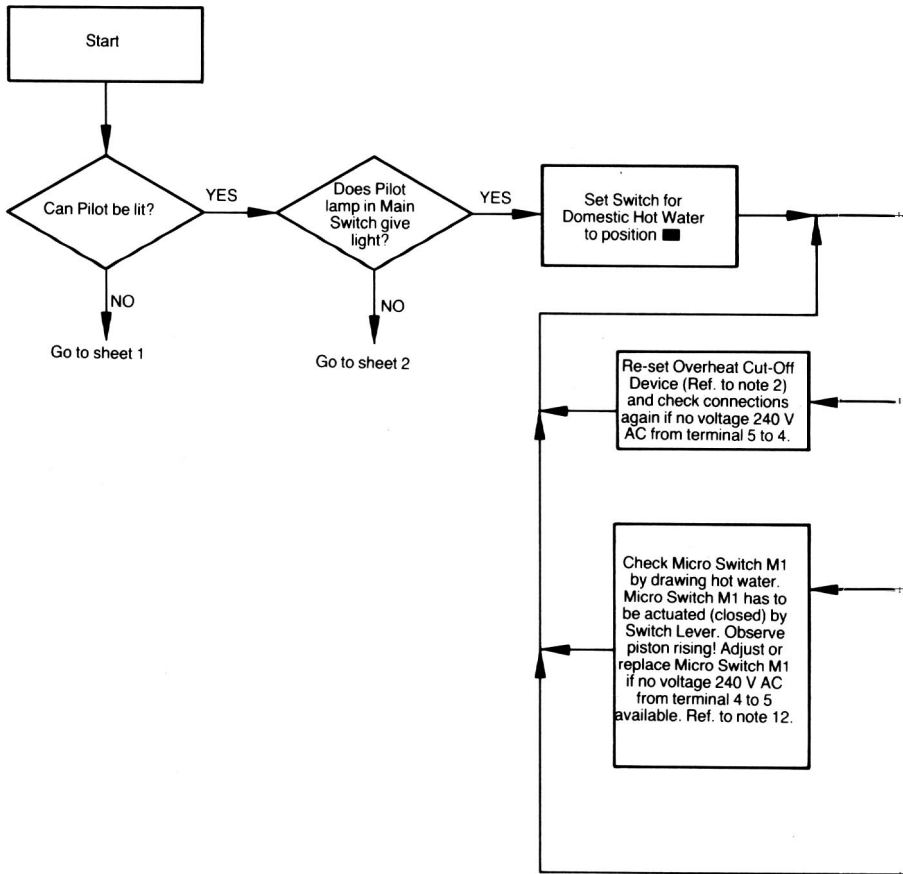 Start
Can Pilot be lit?
YES
NO
Go to sheet 1
Does Pilot
lamp in Main
Switch give
light?
YES
NO
Go to sheet 2
Set Switch for
Domestic Hot Water
to position
Re-set Overheat Cut-Off
Device (Ref. to note 2)
and check connections
again if no voltage 240 V
AC from terminal 5 to 4.
Check Micro Switch M1
by drawing hot water.
Micro Switch M1 has to
be actuated (closed) by
Switch Lever. Observe
piston rising! Adjust or
replace Micro Switch M1
if no voltage 240 V AC
from terminal 4 to 5
available. Ref. to note 12.